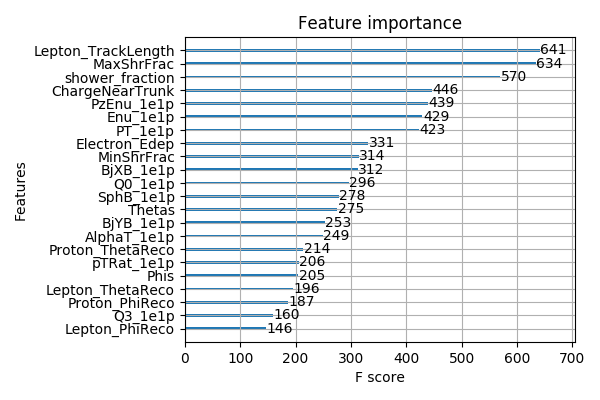 Feature importance
Lepton_TrackLength 641
MaxShrFrac 634
shower_fraction 570
ChargeNearTrunk 446
PzEnu_1e1p 439
Enu_1e1p 429
PT_1e1p 423
Electron_Edep 331
MinShrFrac 314
BjXB_1e1p 312
Q0_1e1p 296
SphB_1e1p 278
Thetas 275
BjYB_1e1p 253
AlphaT_1e1p 249
Proton_ThetaReco 214
pTRat_1e1p 206
Phis 205
Lepton_ThetaReco 196
Proton_PhiReco 187
Q3_1e1p 160
Lepton_PhiReco 146
Features
0 100 200 300 400 500 600 700
F score